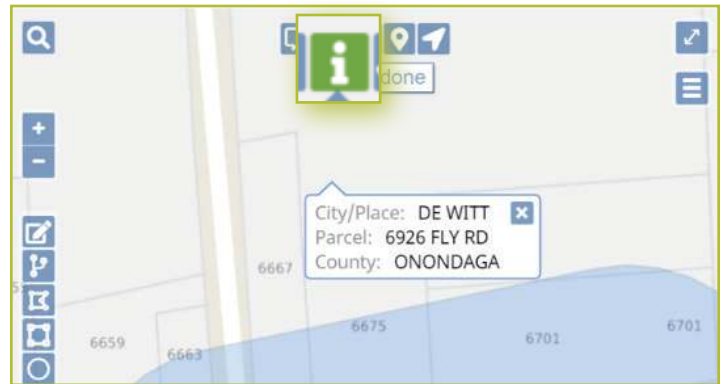 done
City/Place: DE WITT
Parcel: 6926 FLY RD
County: ONONDAGA
6667
6675
6701
6701
6659
6663